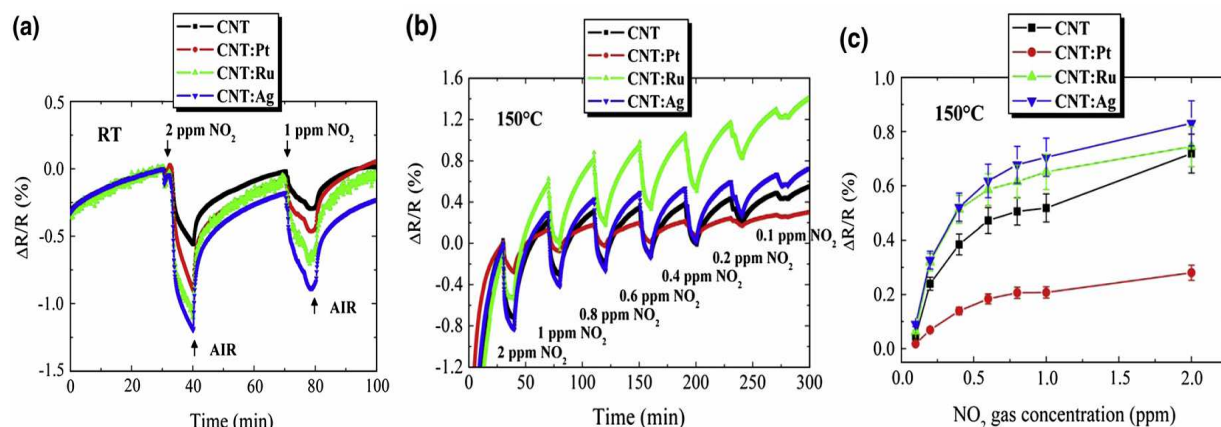 (a)
CNT
CNT:Pt
CNT:Ru
CNT:Ag
0.5
0.0
-0.5
-1.0
-1.5
ΔR/R (%)
RT
2 ppm NO₂
1 ppm NO₂
AIR
AIR
0 20 40 60 80 100
Time (min)
(b)
CNT
CNT:Pt
CNT:Ru
CNT:Ag
1.6
1.2
0.8
0.4
0.0
-0.4
-0.8
-1.2
ΔR/R (%)
150°C
0.1 ppm NO₂
0.2 ppm NO₂
0.4 ppm NO₂
0.6 ppm NO₂
0.8 ppm NO₂
1 ppm NO₂
2 ppm NO₂
0 50 100 150 200 250 300
Time (min)
(c)
CNT
CNT:Pt
CNT:Ru
CNT:Ag
1.0
0.8
0.6
0.4
0.2
0.0
ΔR/R (%)
150°C
0.0 0.5 1.0 1.5 2.0
NO₂ gas concentration (ppm)